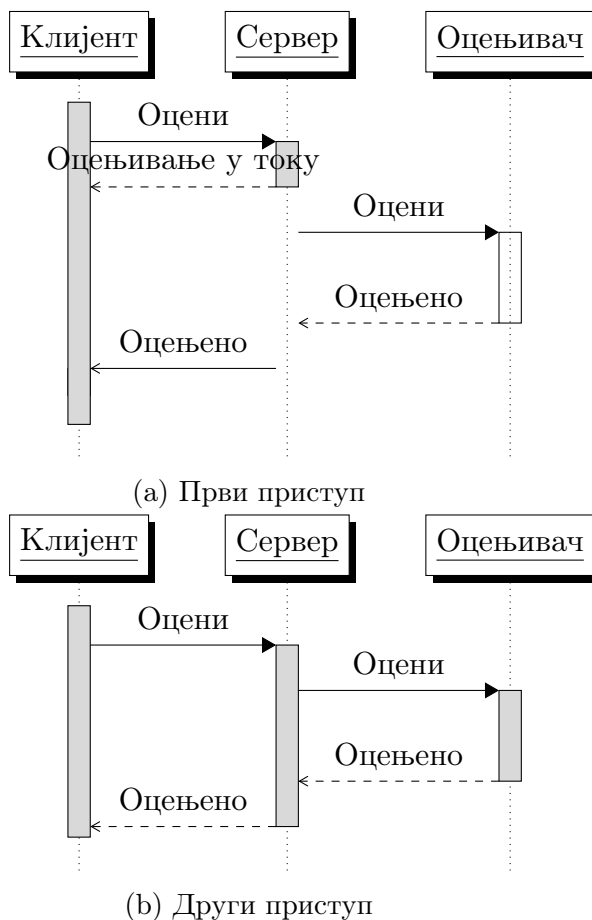 Клијент Сервер Оцењивач
Оцени
Оцењивање у току
Оцени
Оцењено
Оцењено
(a) Први приступ
Клијент Сервер Оцењивач
Оцени
Оцени
Оцењено
Оцењено
(b) Други приступ